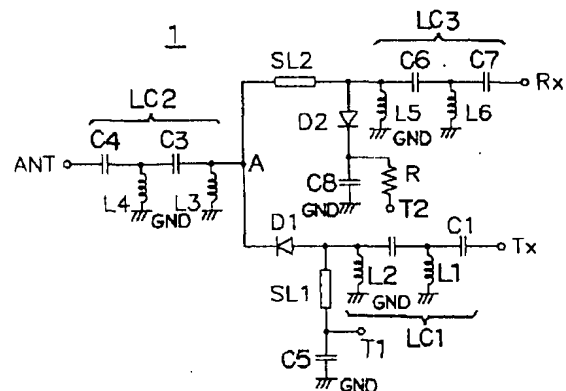 1
LC3
C6 C7
SL2
Rx
LC2
L5 L6
C4 C3
D2
GND
ANT
A
L4 L3
C8
R
GND
GND
T2
D1
C1
Tx
L2 L1
SL1
GND
T1
LC1
C5
GND